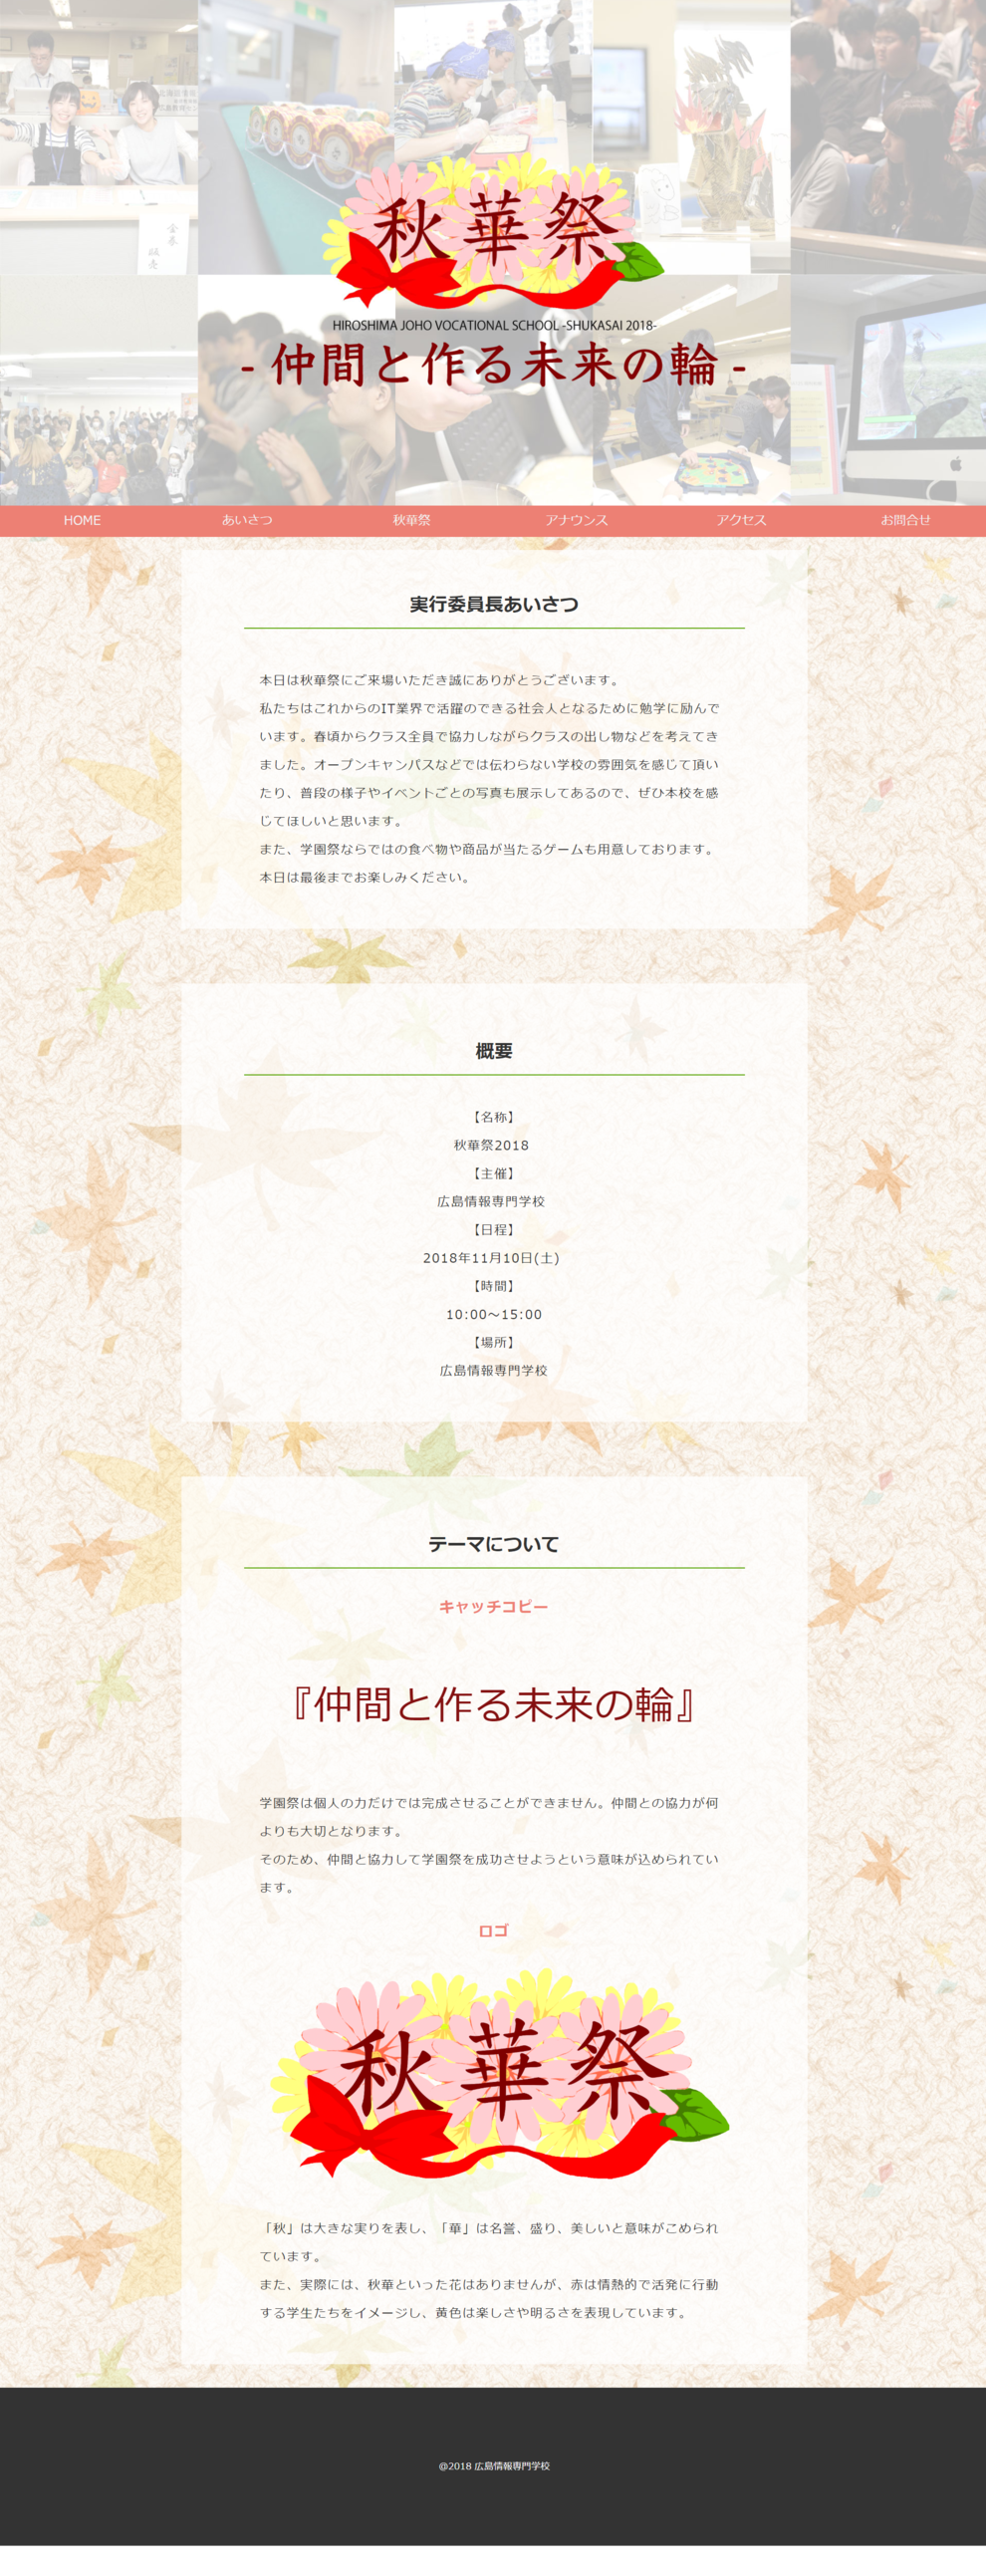 秋華祭
HIROSHIMA JOHO VOCATIONAL SCHOOL -SHUKASAI 2018-
- 仲間と作る未来の輪 -
HOME あいさつ 秋華祭 アナウンス アクセス お問合せ
実行委員長あいさつ
本日は秋華祭にご来場いただき誠にありがとうございます。
私たちはこれからのIT業界で活躍のできる社会人となるために勉学に励んで
います。春頃からクラス全員で協力しながらクラスの出し物などを考えてき
ました。オープンキャンパスなどでは伝わらない学校の雰囲気を感じて頂い
たり、普段の様子やイベントごとの写真も展示してあるので、ぜひ本校を感
じてほしいと思います。
また、学園祭ならではの食べ物や商品が当たるゲームも用意しております。
本日は最後までお楽しみください。
概要
【名称】
秋華祭2018
【主催】
広島情報専門学校
【日程】
2018年11月10日(土)
【時間】
10:00～15:00
【場所】
広島情報専門学校
テーマについて
キャッチコピー
『仲間と作る未来の輪』
学園祭は個人の力だけでは完成させることができません。仲間との協力が何
よりも大切となります。
そのため、仲間と協力して学園祭を成功させようという意味が込められてい
ます。
ロゴ
秋華祭
「秋」は大きな実りを表し、「華」は名誉、盛り、美しいと意味がこめられ
ています。
また、実際には、秋華といった花はありませんが、赤は情熱的で活発に行動
する学生たちをイメージし、黄色は楽しさや明るさを表現しています。
@2018 広島情報専門学校